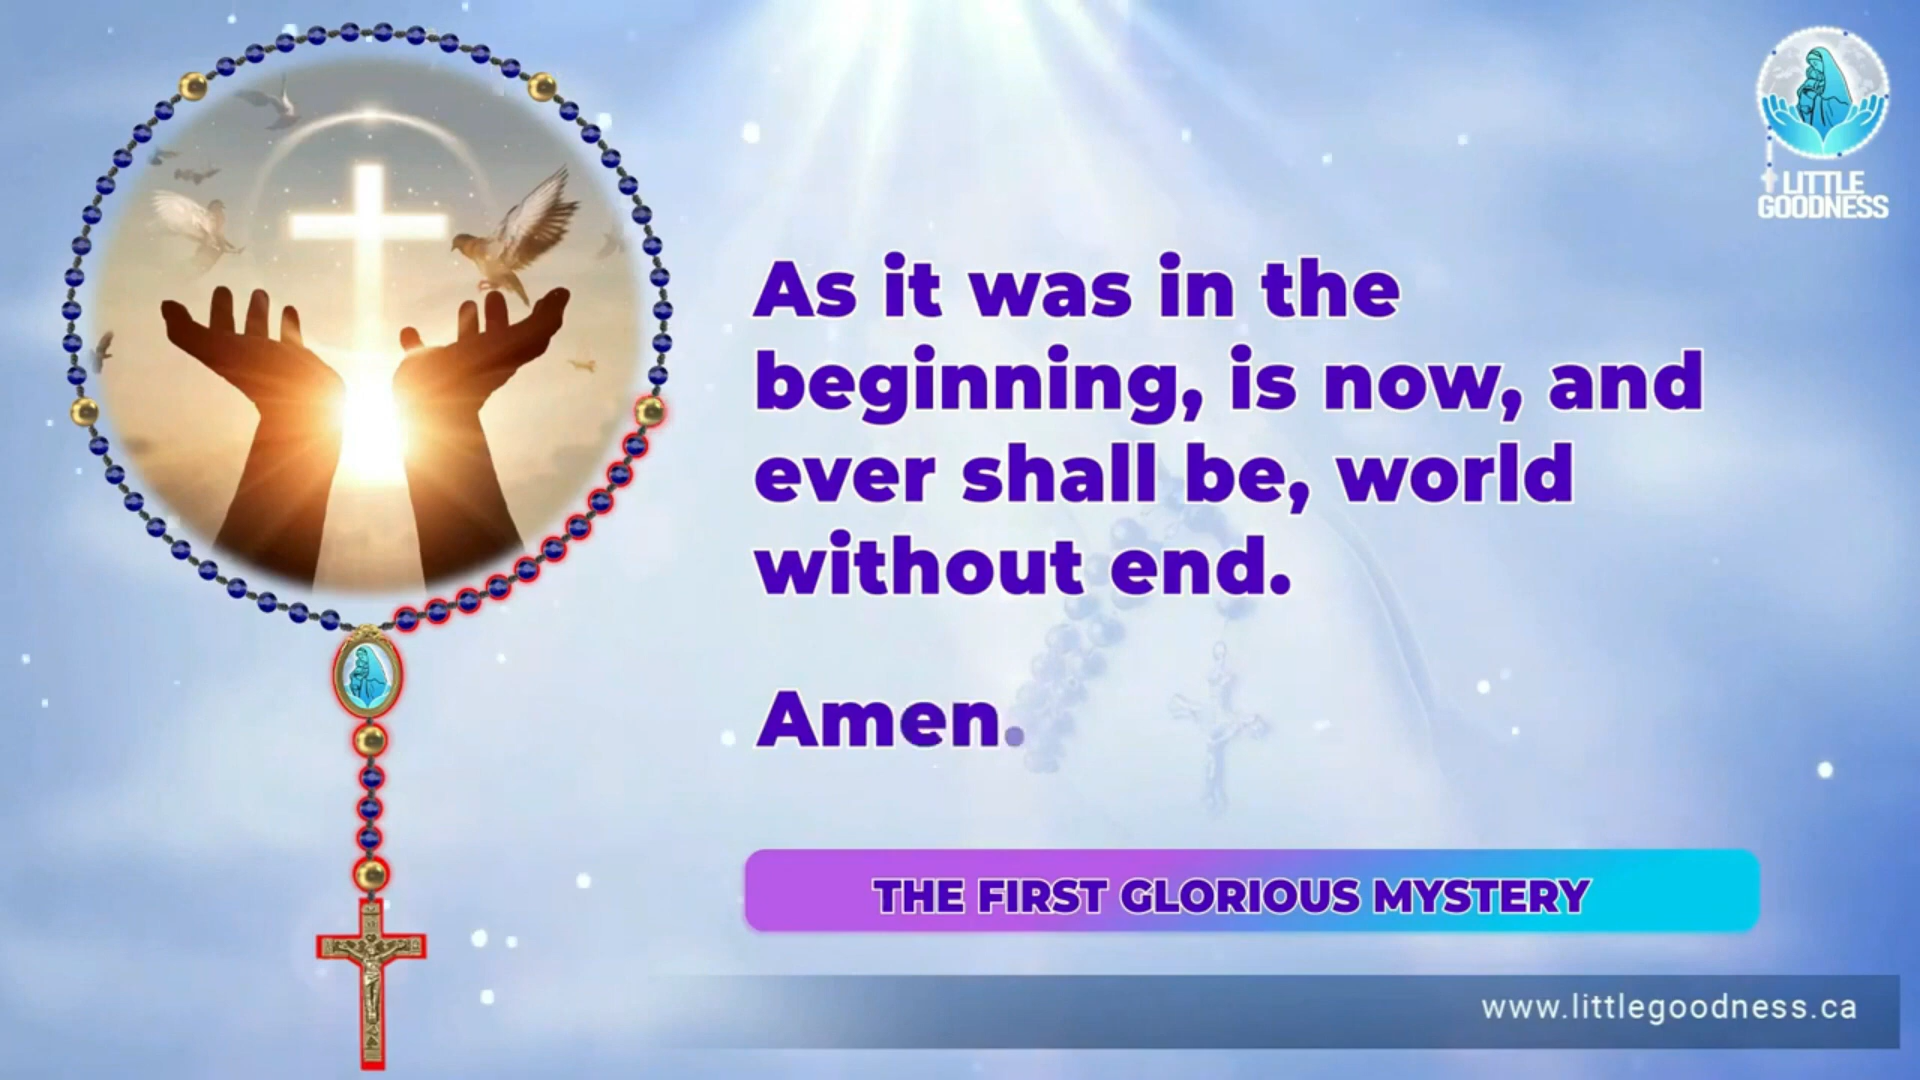 LITTLE
GOODNESS
As it was in the
beginning, is now, and
ever shall be, world
without end.
Amen.
THE FIRST GLORIOUS MYSTERY
www.littlegoodness.ca